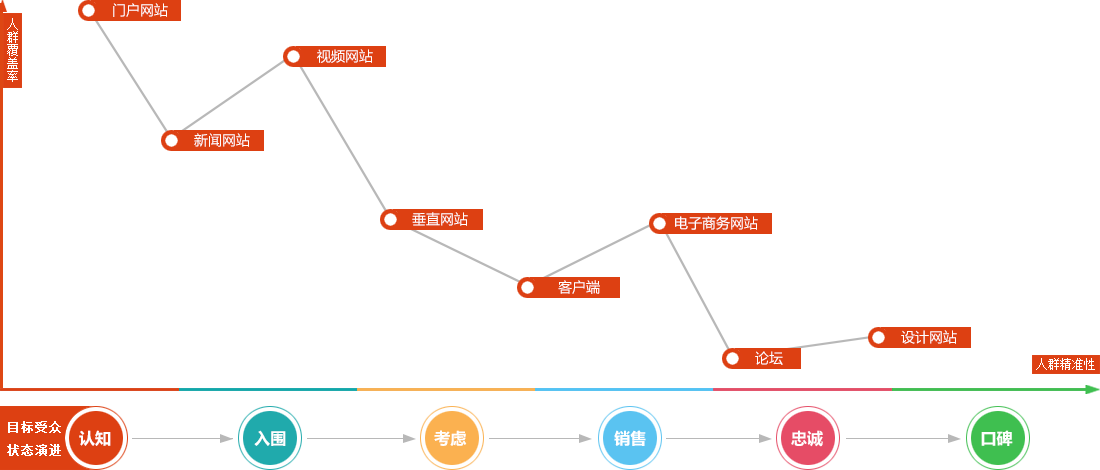 门户网站
人群覆盖率
视频网站
新闻网站
垂直网站
电子商务网站
客户端
设计网站
论坛
人群精准性
目标受众
状态演进
认知
入围
考虑
销售
忠诚
口碑